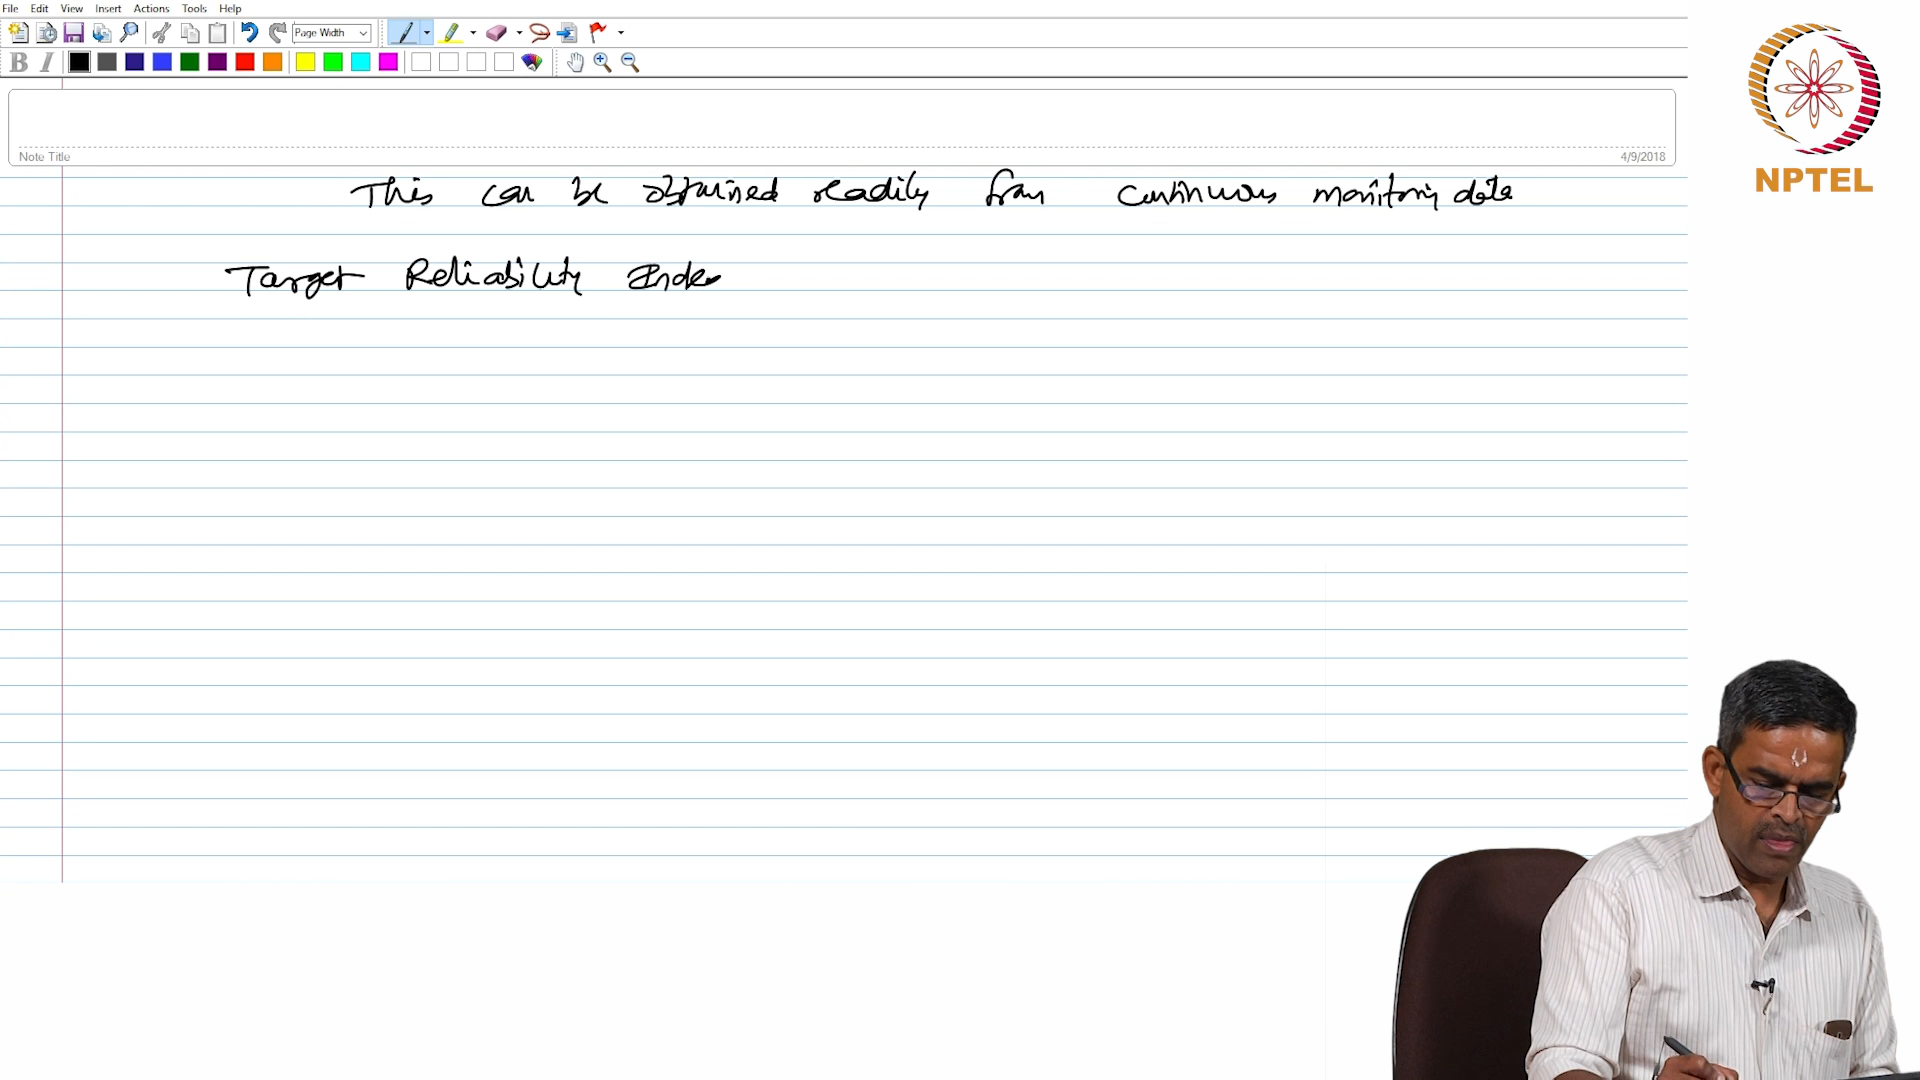 File Edit View Insert Actions Tools Help
Page Width
B I
Note Title 4/9/2018
This can be obtained readily from continuous monitoring data
Target Reliability Index
NPTEL